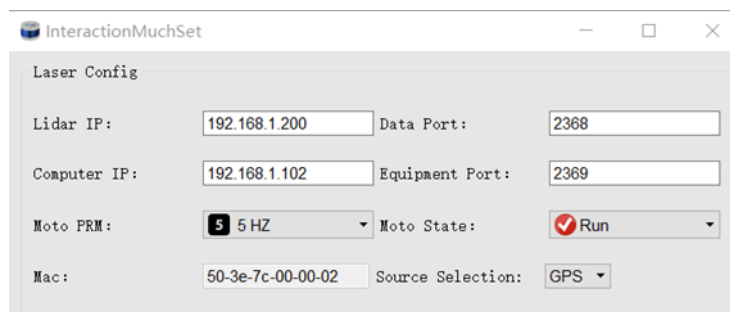 InteractionMuchSet
Laser Config
Lidar IP: 192.168.1.200 Data Port: 2368
Computer IP: 192.168.1.102 Equipment Port: 2369
Moto PRM: 5 5 HZ Moto State: Run
Mac: 50-3e-7c-00-00-02 Source Selection: GPS